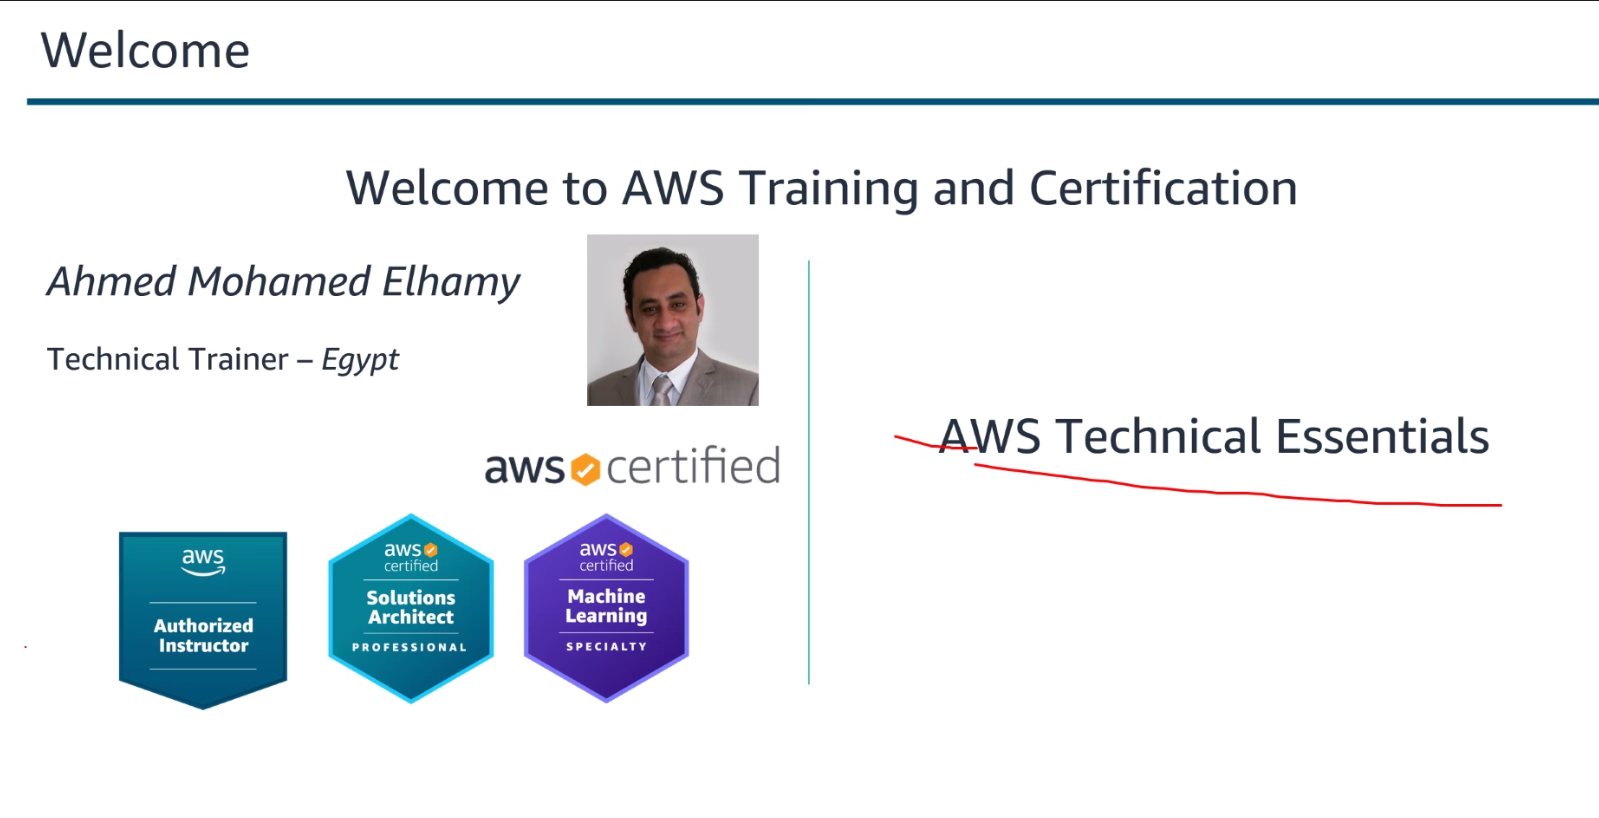 Welcome
Welcome to AWS Training and Certification
Ahmed Mohamed Elhamy
Technical Trainer – Egypt
aws certified
aws
Authorized
Instructor
aws
certified
Solutions
Architect
PROFESSIONAL
aws
certified
Machine
Learning
SPECIALTY
AWS Technical Essentials